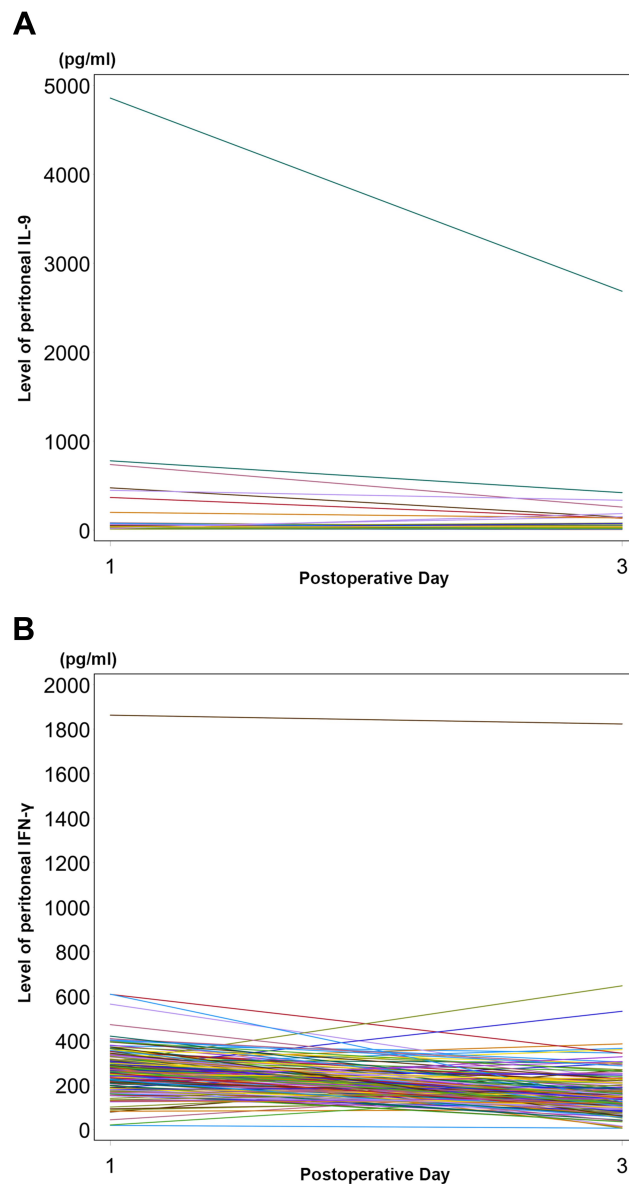 A
(pg/ml)
5000
4000
3000
2000
1000
0
Level of peritoneal IL-9
1
3
Postoperative Day
B
(pg/ml)
2000
1800
1600
1400
1200
1000
800
600
400
200
0
Level of peritoneal IFN-γ
1
3
Postoperative Day